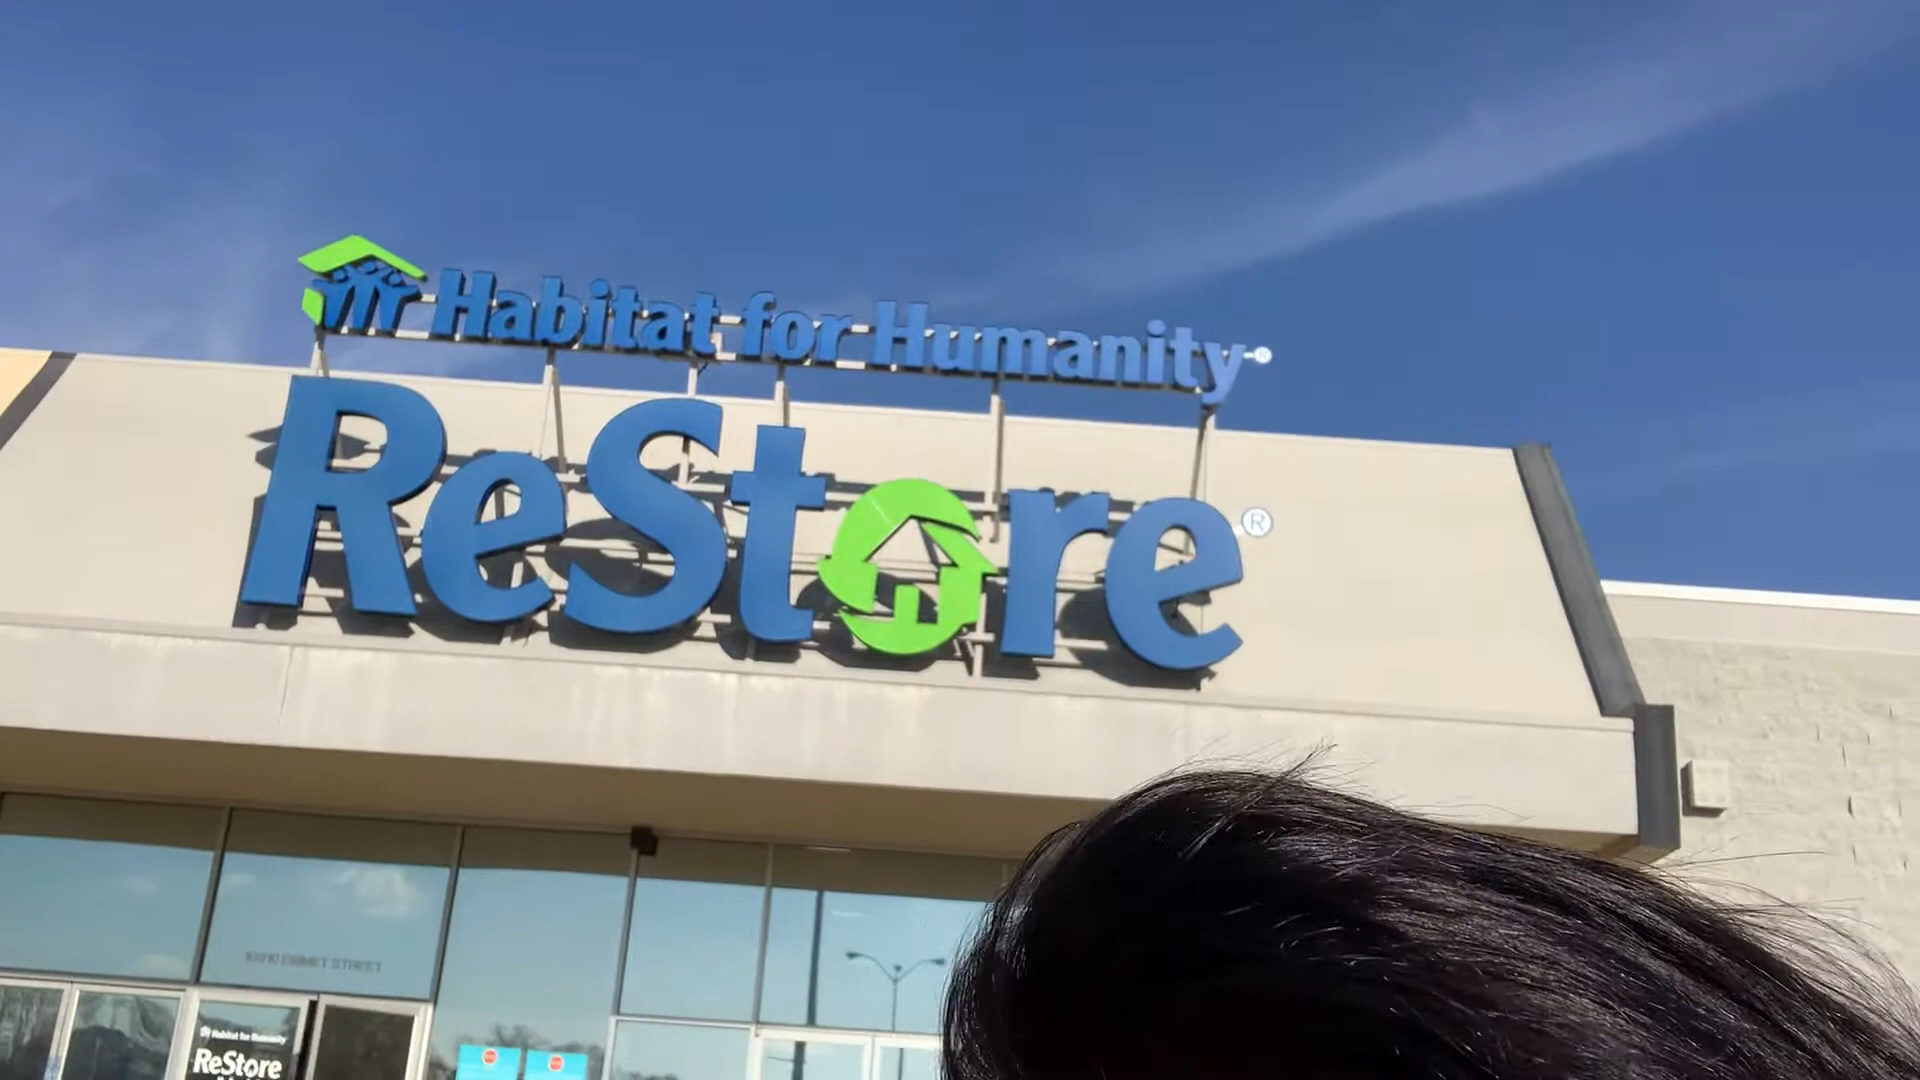 Habitat for Humanity®
ReStore®
Habitat for Humanity
ReStore